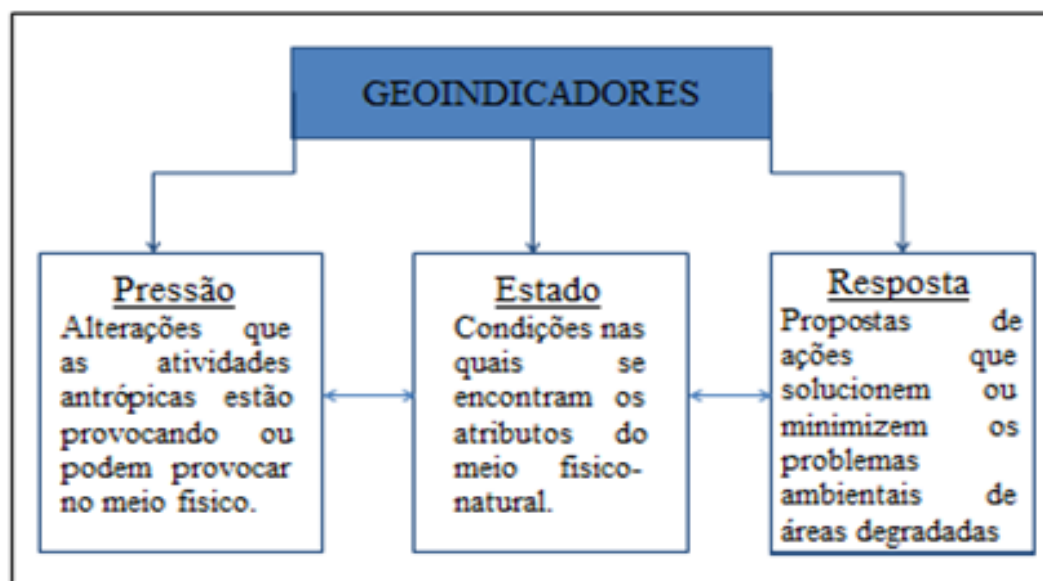 GEOINDICADORES
Pressão
Alterações que
as atividades
antrópicas estão
provocando ou
podem provocar
no meio fisico.
Estado
Condições nas
quais se
encontram os
atributos do
meio fisico-
natural.
Resposta
Propostas de
ações que
solucionem ou
minimizem os
problemas
ambientais de
áreas degradadas